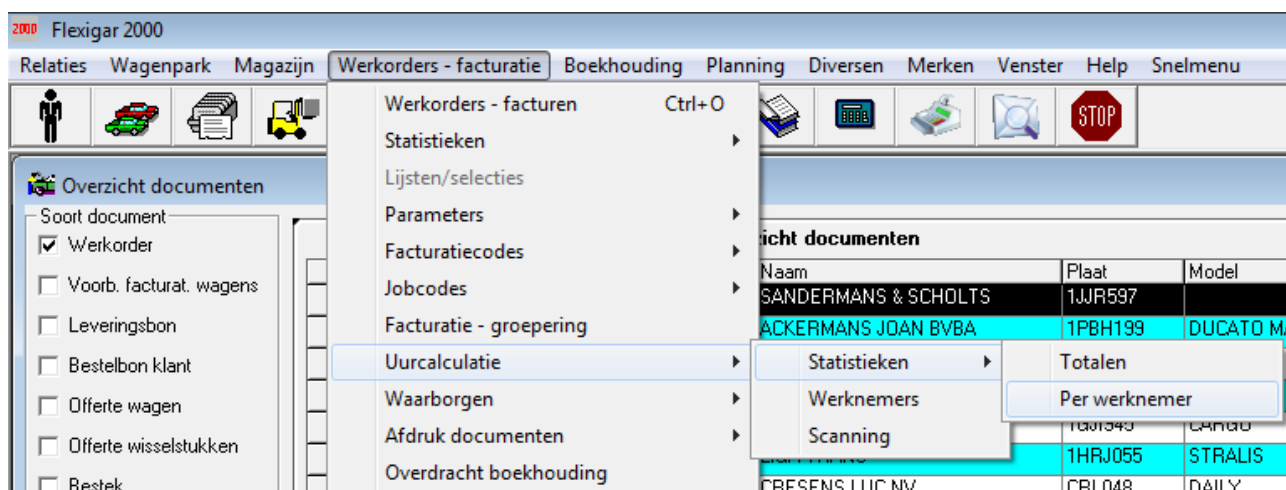 2000 Flexigar 2000
Relaties Wagenpark Magazijn Werkorders - facturatie Boekhouding Planning Diversen Merken Venster Help Snelmenu
STOP
Werkorders - facturen Ctrl+O
Statistieken
Lijsten/selecties
Parameters
Facturatiecodes
Jobcodes
Facturatie - groepering
Uurcalculatie
Waarborgen
Afdruk documenten
Overdracht boekhouding
Statistieken
Werknemers
Scanning
Totalen
Per werknemer
Overzicht documenten
Soort document
Werkorder
Voorb. facturat. wagens
Leveringsbon
Bestelbon klant
Offerte wagen
Offerte wisselstukken
Bestek
zicht documenten
Naam Plaat Model
SANDERMANS & SCHOLTS 1JJR597
ACKERMANS JOAN BVBA 1PBH199 DUCATO MA
CARGO
1HRJ055 STRALIS
CRESENS LUC NV CBL048 DAILY